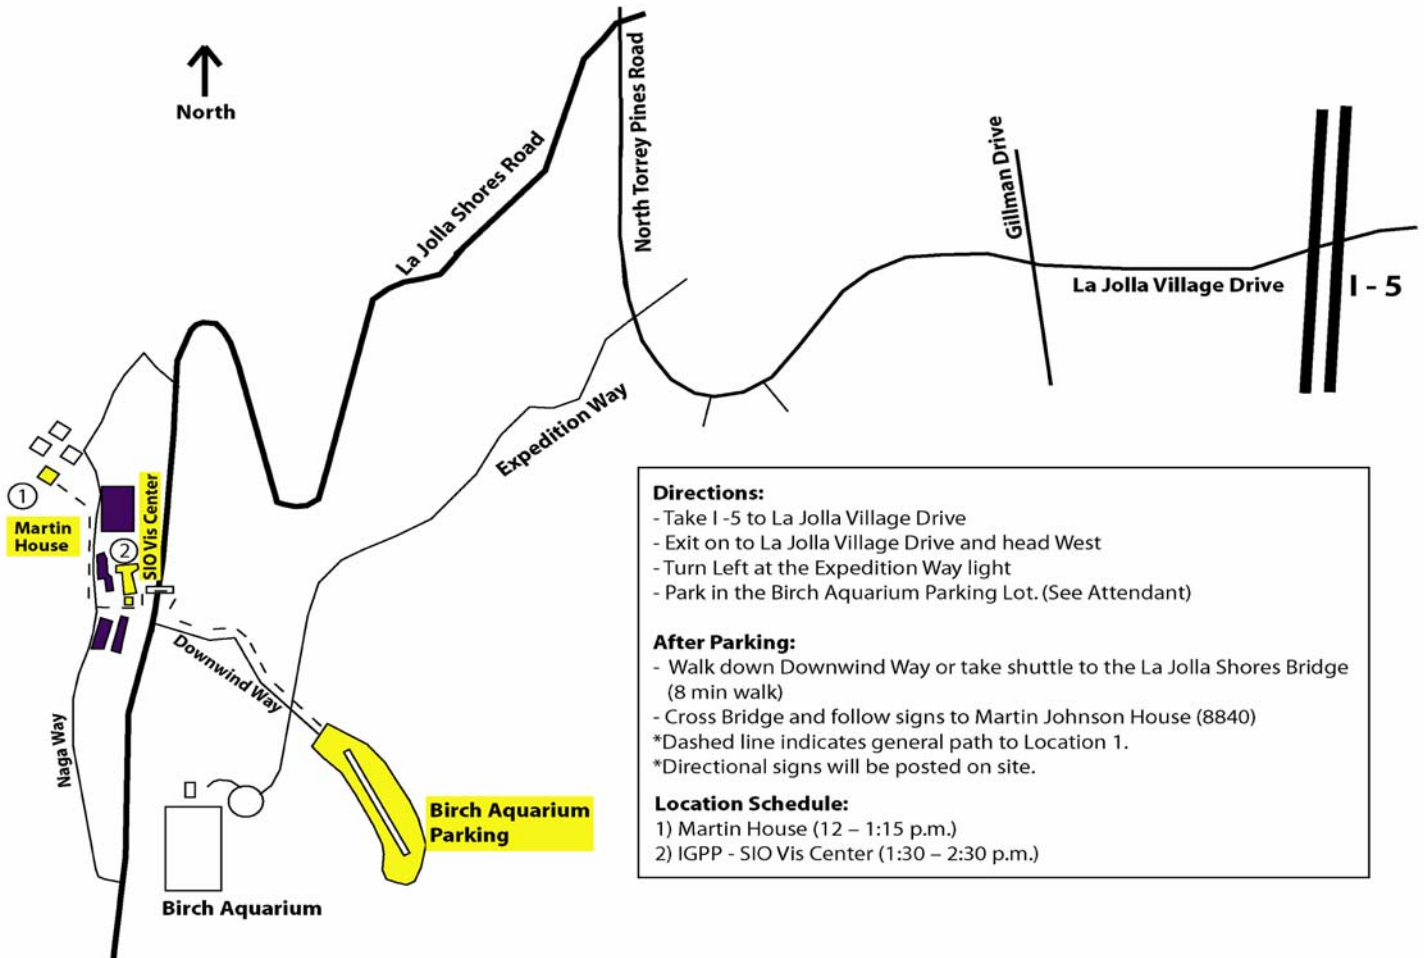 North
La Jolla Shores Road
North Torrey Pines Road
Gillman Drive
La Jolla Village Drive
I - 5
Expedition Way
1
Martin
House
2
SIO Vis Center
Downwind Way
Naga Way
Birch Aquarium
Parking
Birch Aquarium
Directions:
- Take I -5 to La Jolla Village Drive
- Exit on to La Jolla Village Drive and head West
- Turn Left at the Expedition Way light
- Park in the Birch Aquarium Parking Lot. (See Attendant)
After Parking:
- Walk down Downwind Way or take shuttle to the La Jolla Shores Bridge
(8 min walk)
- Cross Bridge and follow signs to Martin Johnson House (8840)
*Dashed line indicates general path to Location 1.
*Directional signs will be posted on site.
Location Schedule:
1) Martin House (12 – 1:15 p.m.)
2) IGPP - SIO Vis Center (1:30 – 2:30 p.m.)